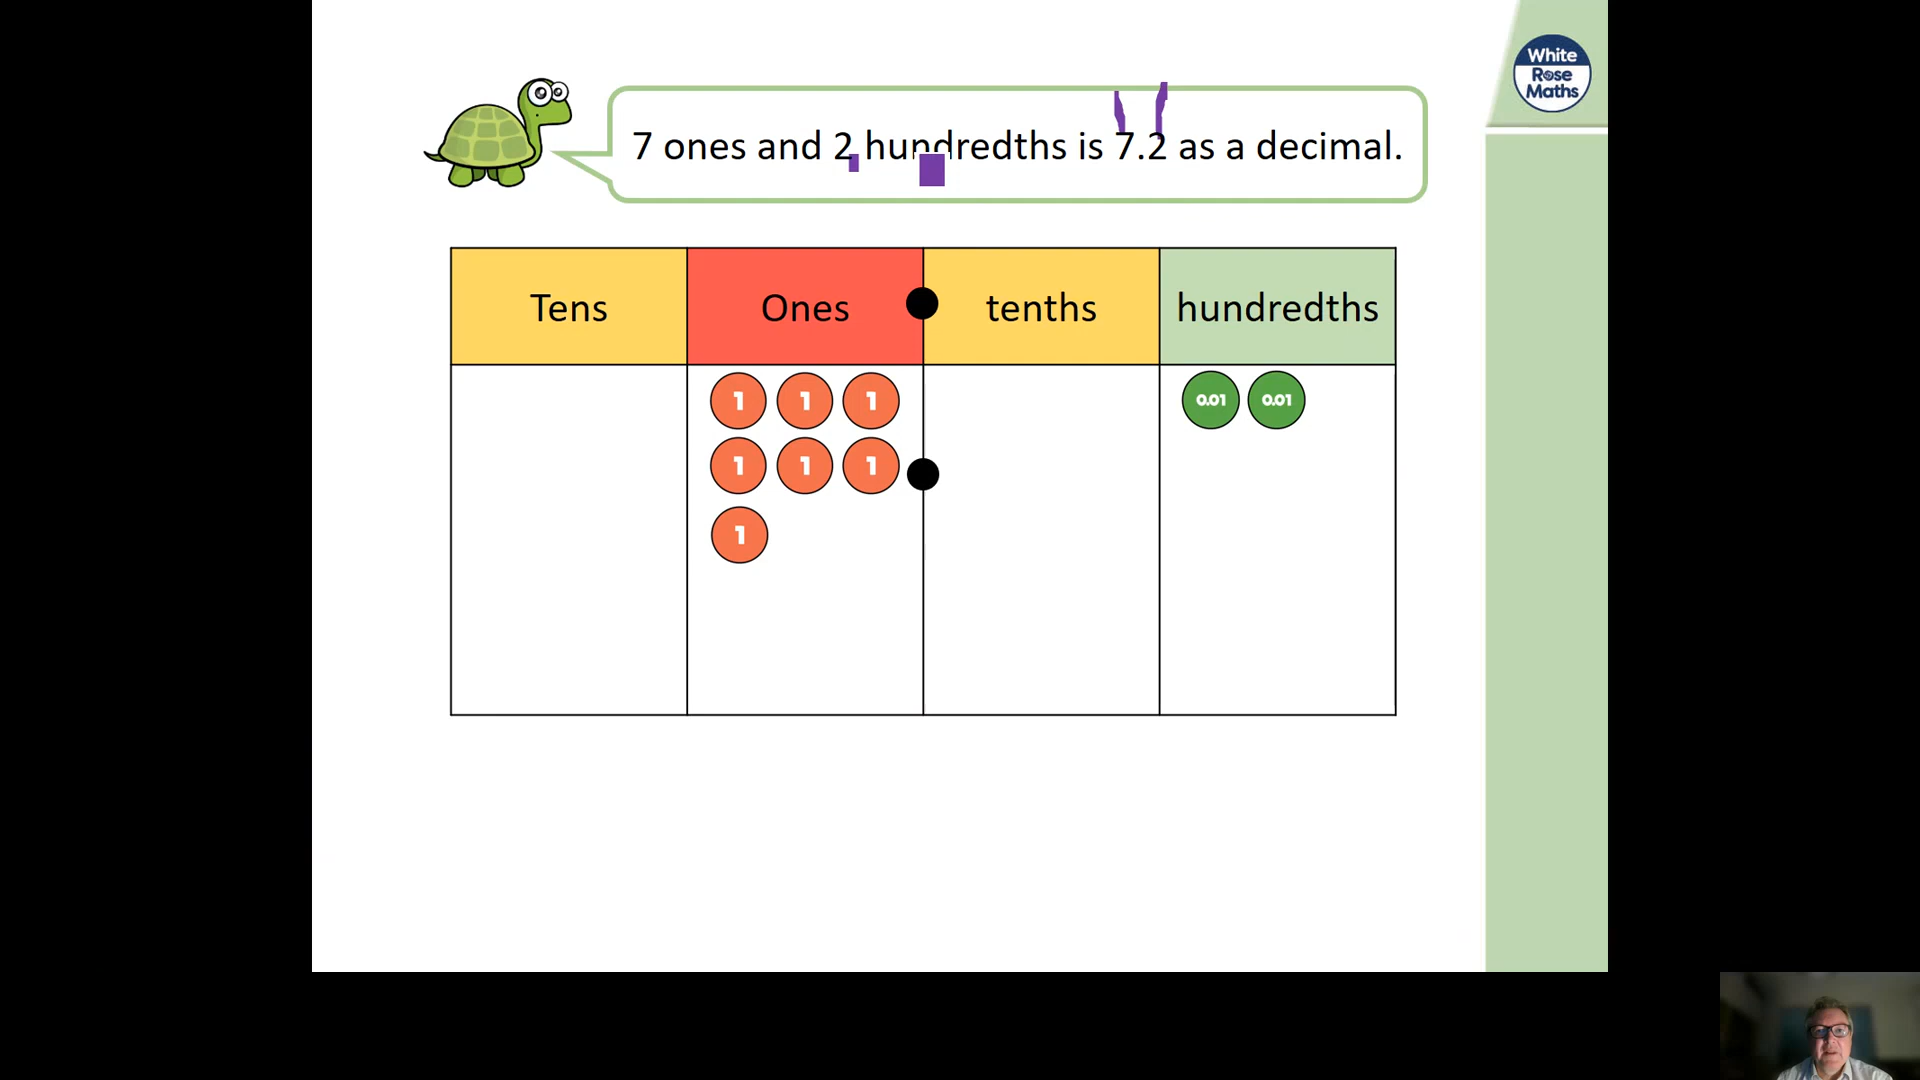 White
Rose
Maths
7 ones and 2 hundredths is 7.2 as a decimal.
Tens Ones tenths hundredths
1 1 1 0.01 0.01
1 1 1
1